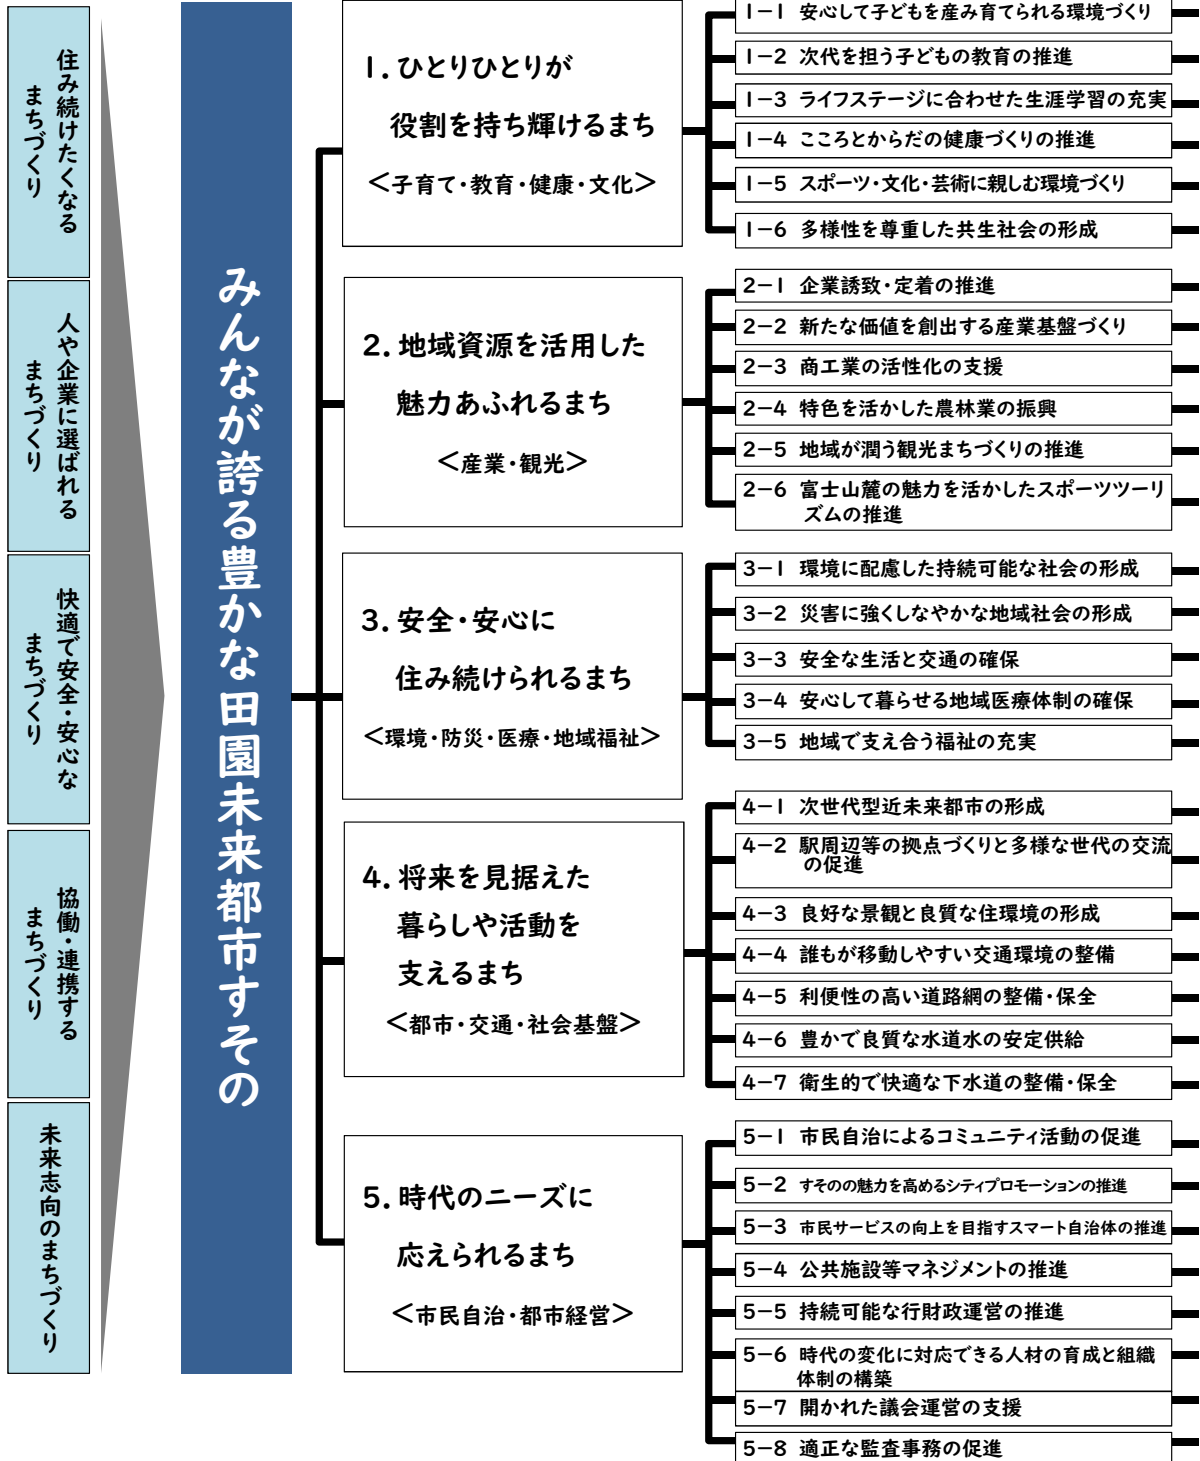 住み続けたくなる
まちづくり
人や企業に選ばれる
まちづくり
快適で安全・安心な
まちづくり
協働・連携する
まちづくり
未来志向のまちづくり
みんなが誇る豊かな田園未来都市すその
1．ひとりひとりが
役割を持ち輝けるまち
＜子育て・教育・健康・文化＞
1−1 安心して子どもを産み育てられる環境づくり
1−2 次代を担う子どもの教育の推進
1−3 ライフステージに合わせた生涯学習の充実
1−4 こころとからだの健康づくりの推進
1−5 スポーツ・文化・芸術に親しむ環境づくり
1−6 多様性を尊重した共生社会の形成
2．地域資源を活用した
魅力あふれるまち
＜産業・観光＞
2−1 企業誘致・定着の推進
2−2 新たな価値を創出する産業基盤づくり
2−3 商工業の活性化の支援
2−4 特色を活かした農林業の振興
2−5 地域が潤う観光まちづくりの推進
2−6 富士山麓の魅力を活かしたスポーツツーリ
ズムの推進
3．安全・安心に
住み続けられるまち
＜環境・防災・医療・地域福祉＞
3−1 環境に配慮した持続可能な社会の形成
3−2 災害に強くしなやかな地域社会の形成
3−3 安全な生活と交通の確保
3−4 安心して暮らせる地域医療体制の確保
3−5 地域で支え合う福祉の充実
4．将来を見据えた
暮らしや活動を
支えるまち
＜都市・交通・社会基盤＞
4−1 次世代型近未来都市の形成
4−2 駅周辺等の拠点づくりと多様な世代の交流
の促進
4−3 良好な景観と良質な住環境の形成
4−4 誰もが移動しやすい交通環境の整備
4−5 利便性の高い道路網の整備・保全
4−6 豊かで良質な水道水の安定供給
4−7 衛生的で快適な下水道の整備・保全
5．時代のニーズに
応えられるまち
＜市民自治・都市経営＞
5−1 市民自治によるコミュニティ活動の促進
5−2 すそのの魅力を高めるシティプロモーションの推進
5−3 市民サービスの向上を目指すスマート自治体の推進
5−4 公共施設等マネジメントの推進
5−5 持続可能な行財政運営の推進
5−6 時代の変化に対応できる人材の育成と組織
体制の構築
5−7 開かれた議会運営の支援
5−8 適正な監査事務の促進